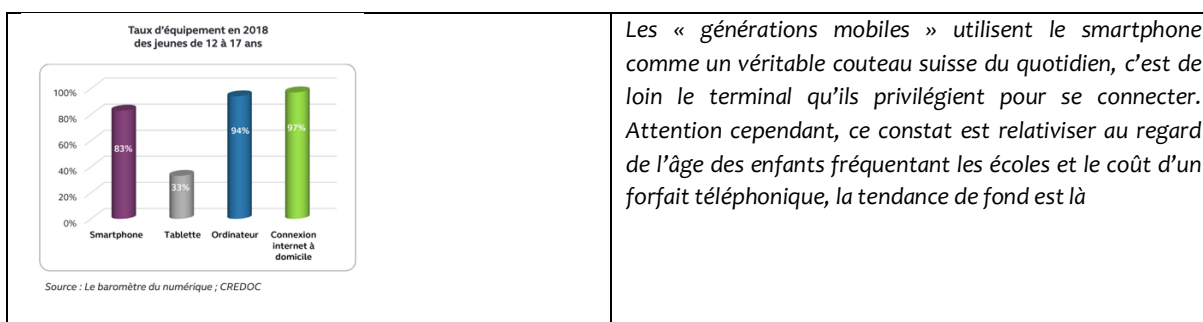 Taux d'équipement en 2018
des jeunes de 12 à 17 ans
100%
80%
60%
40%
20%
0%
83%
33%
94%
97%
Smartphone
Tablette
Ordinateur
Connexion
internet à
domicile
Source : Le baromètre du numérique ; CREDOC
Les « générations mobiles » utilisent le smartphone
comme un véritable couteau suisse du quotidien, c’est de
loin le terminal qu’ils privilégient pour se connecter.
Attention cependant, ce constat est relativiser au regard
de l’âge des enfants fréquentant les écoles et le coût d’un
forfait téléphonique, la tendance de fond est là